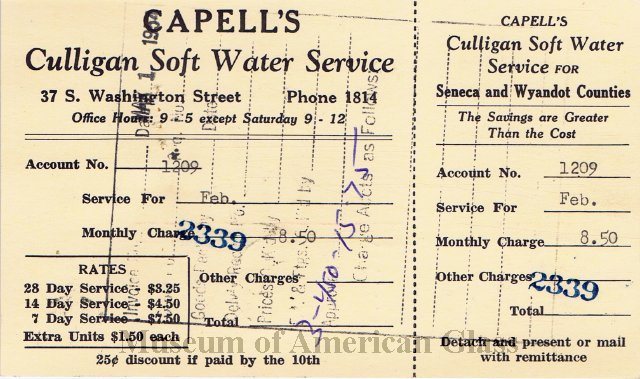 CAPELL'S
Culligan Soft Water Service
37 S. Washington Street Phone 1814
Office Hours: 9 - 5 except Saturday 9 - 12
Account No. 1209
Service For Feb.
Monthly Charge 8.50
2339
RATES
28 Day Service - $3.25
14 Day Service - $4.50
7 Day Service - $7.50
Extra Units $1.50 each
Other Charges
Total
25¢ discount if paid by the 10th
Charge Accts as Follows
CAPELL'S
Culligan Soft Water
Service FOR
Seneca and Wyandot Counties
The Savings are Greater
Than the Cost
Account No. 1209
Service For Feb.
Monthly Charge 8.50
Other Charges
2339
Total
Detach and present or mail
with remittance
Museum of American Glass